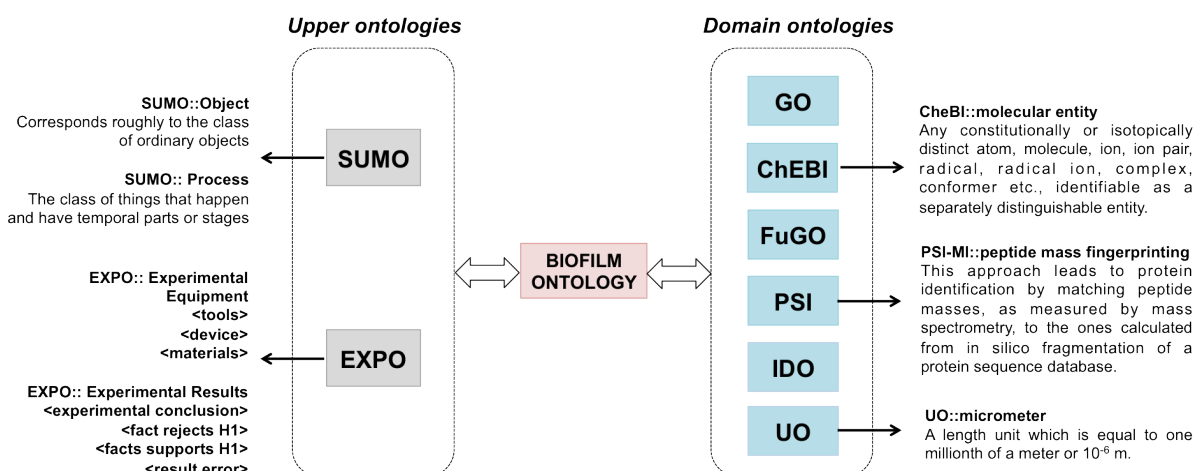 Upper ontologies
Domain ontologies
SUMO::Object
Corresponds roughly to the class
of ordinary objects
SUMO:: Process
The class of things that happen
and have temporal parts or stages
EXPO:: Experimental
Equipment
<tools>
<device>
<materials>
EXPO:: Experimental Results
<experimental conclusion>
<fact rejects H1>
<facts supports H1>
<result error>
SUMO
EXPO
BIOFILM
ONTOLOGY
GO
ChEBI
FuGO
PSI
IDO
UO
CheBI::molecular entity
Any constitutionally or isotopically
distinct atom, molecule, ion, ion pair,
radical, radical ion, complex,
conformer etc., identifiable as a
separately distinguishable entity.
PSI-MI::peptide mass fingerprinting
This approach leads to protein
identification by matching peptide
masses, as measured by mass
spectrometry, to the ones calculated
from in silico fragmentation of a
protein sequence database.
UO::micrometer
A length unit which is equal to one
millionth of a meter or 10⁻⁶ m.